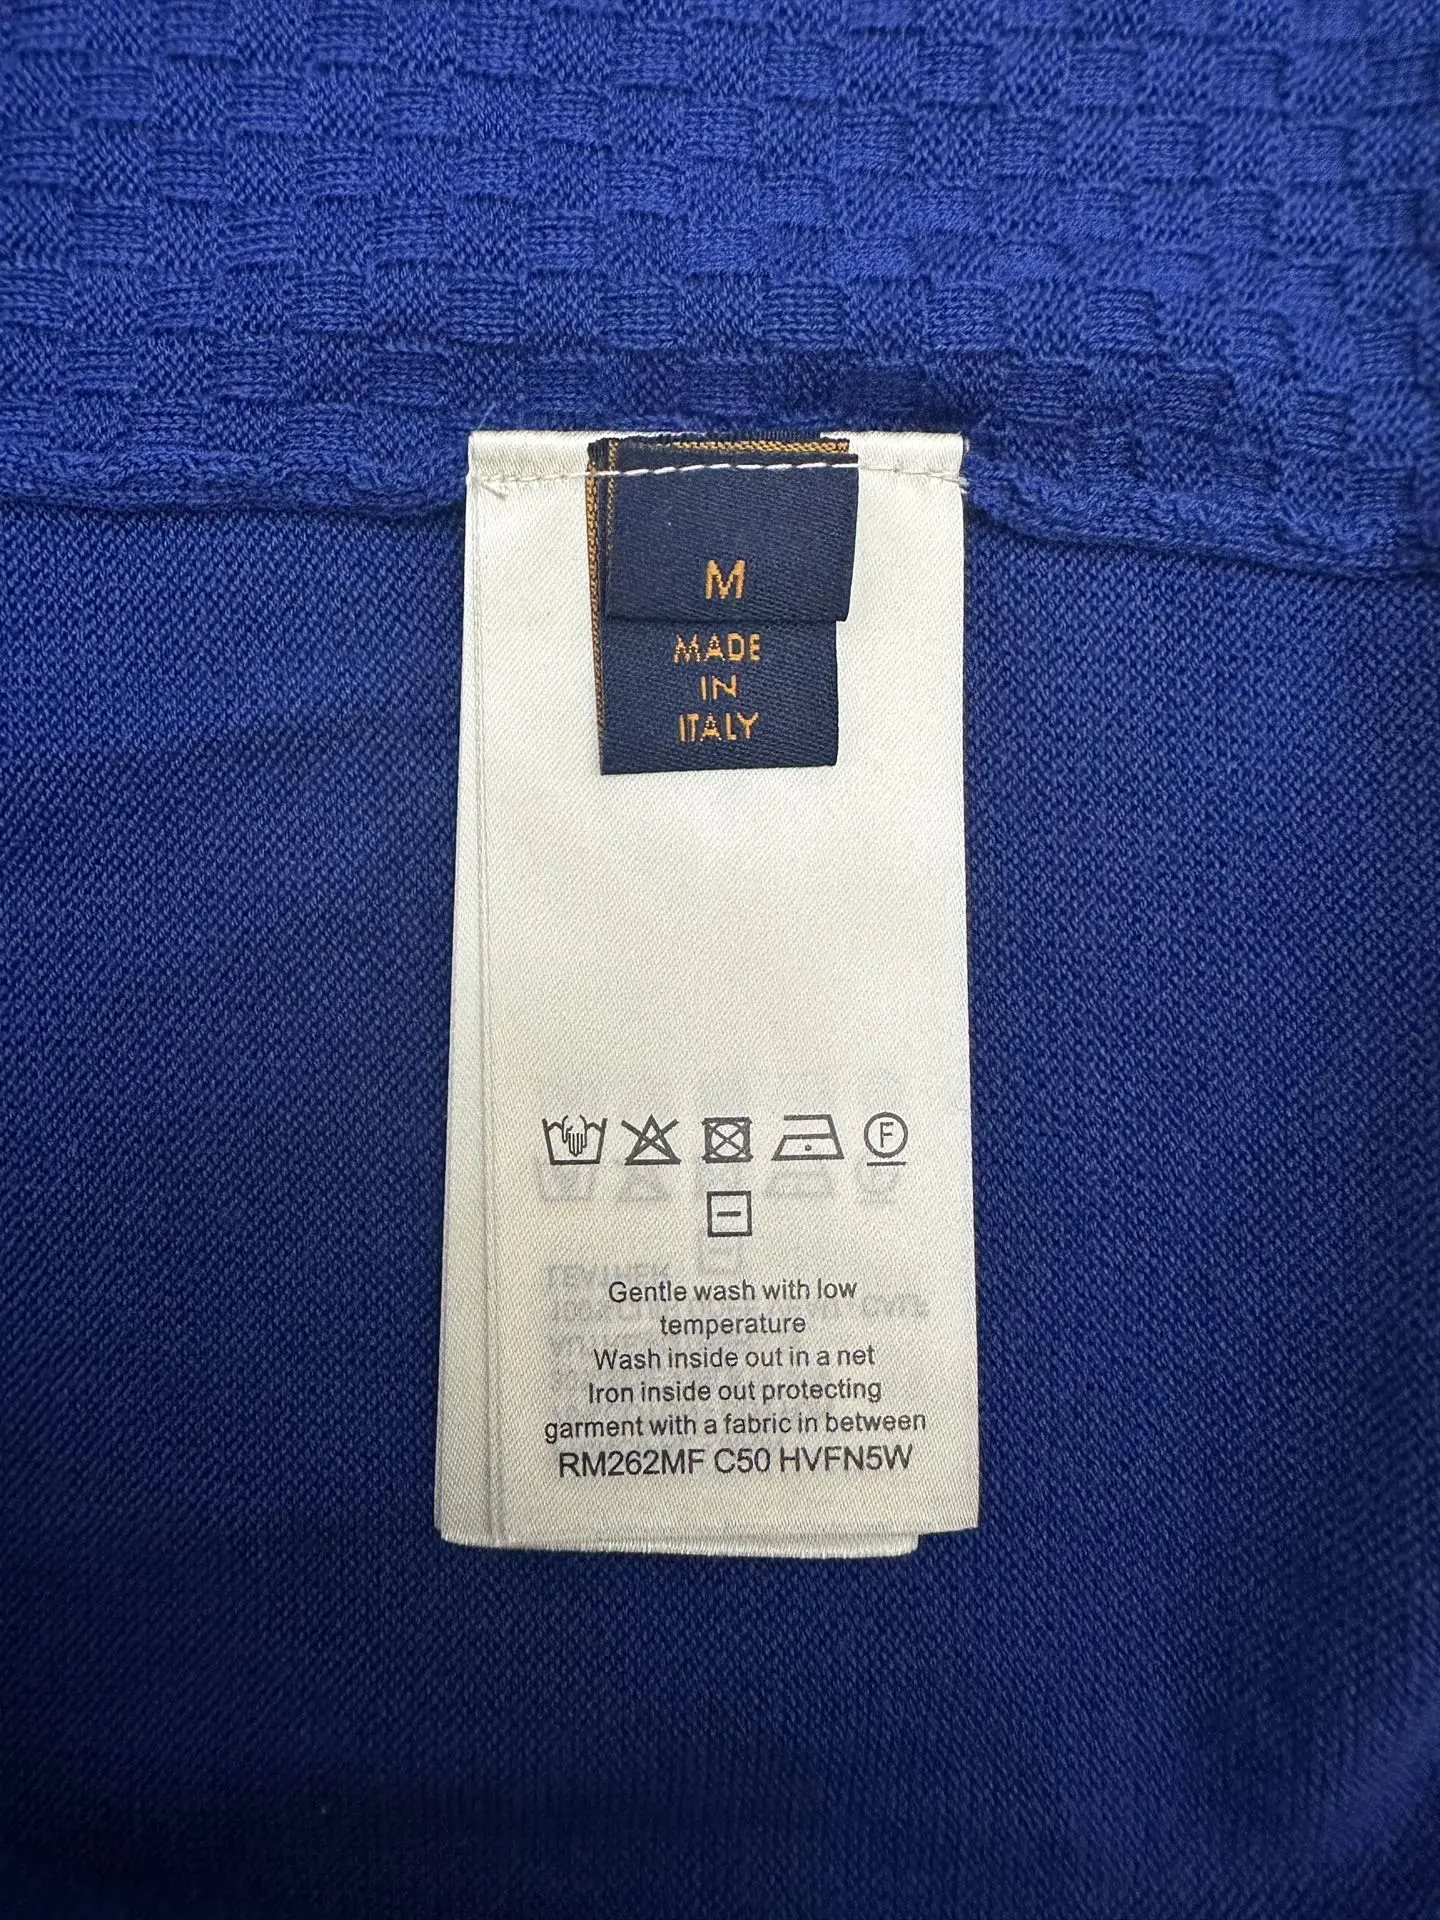 M
MADE
IN
ITALY
F
Gentle wash with low
temperature
Wash inside out in a net
Iron inside out protecting
garment with a fabric in between
RM262MF C50 HVFN5W